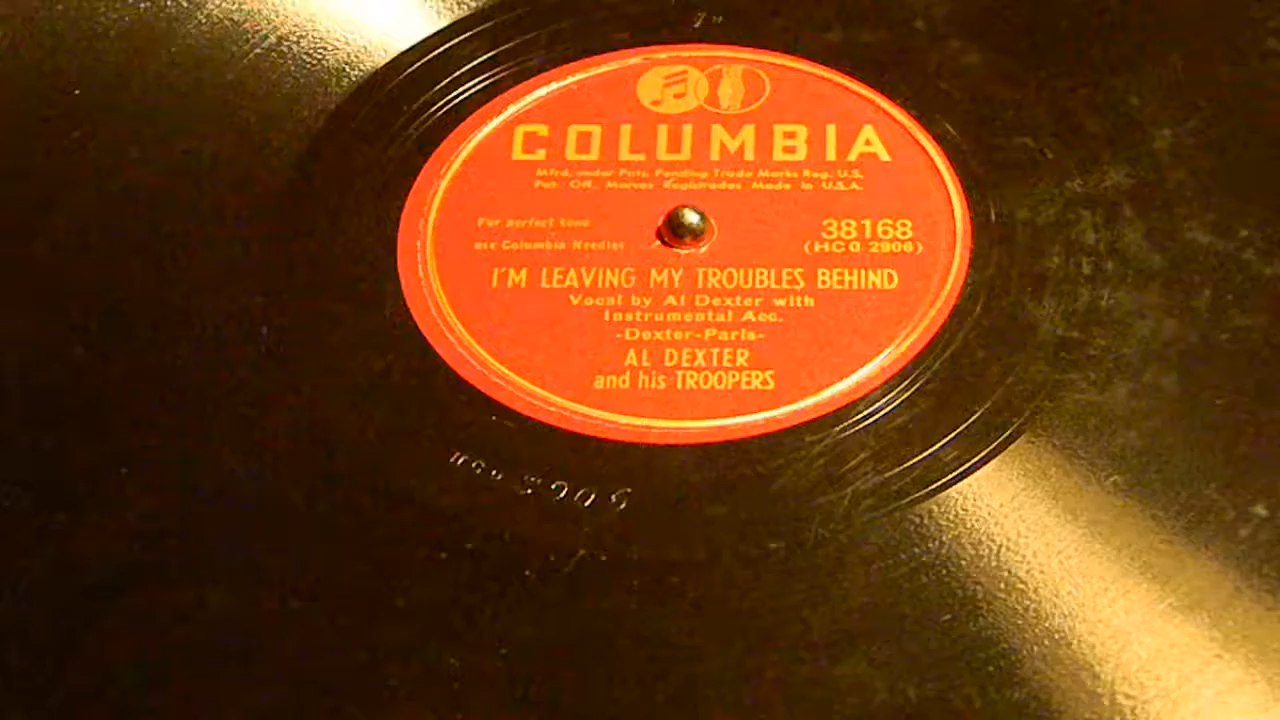 COLUMBIA
Mfrd. under Pats. Pending Trade Marks Reg. U.S.
Pat. Off. Marcas Registradas Made in U.S.A.
For perfect tone
use Columbia Needles
38168
(HCO 2906)
I'M LEAVING MY TROUBLES BEHIND
Vocal by Al Dexter with
Instrumental Acc.
-Dexter-Paris-
AL DEXTER
and his TROOPERS